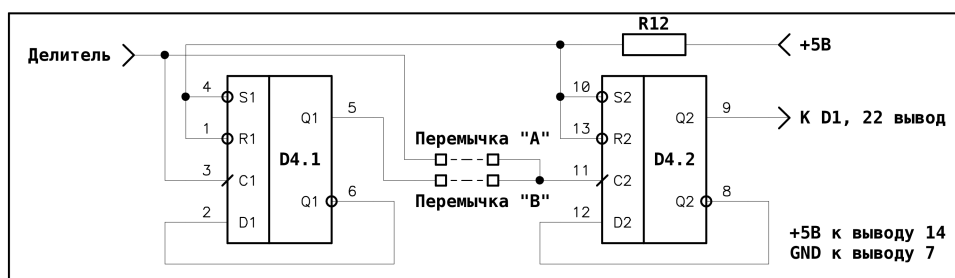 R12
Делитель
+5В
4
S1
Q1
5
1
R1
D4.1
3
C1
2
D1
Q1
6
Перемычка "А"
Перемычка "В"
10
S2
Q2
9
К D1, 22 вывод
13
R2
D4.2
11
C2
12
D2
Q2
8
+5В к выводу 14
GND к выводу 7